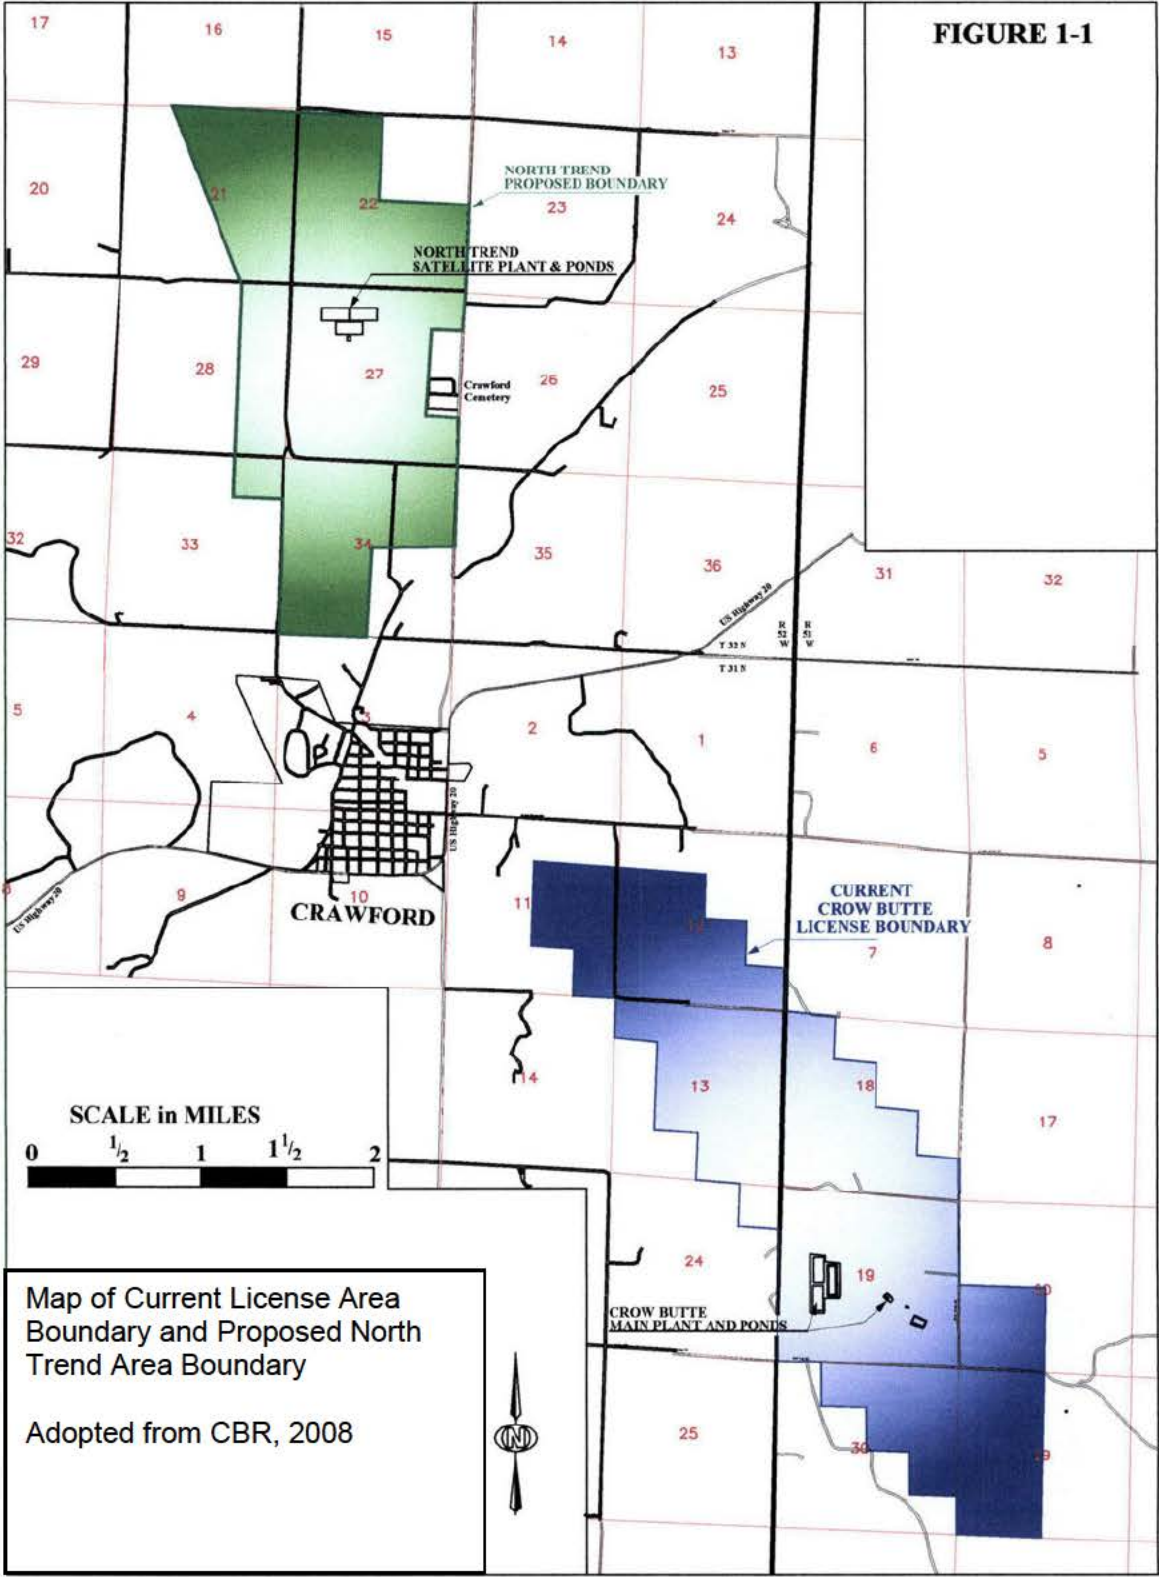 FIGURE 1-1
17
16
15
14
13
NORTH TREND
PROPOSED BOUNDARY
20
21
22
23
24
NORTH TREND
SATELLITE PLANT & PONDS
29
28
27
26
25
Crawford
Cemetery
32
33
34
35
36
31
32
US Highway 20
R
52
W
R
51
W
T 32 N
T 31 N
5
4
3
2
1
6
5
US Highway 20
8
9
10
11
12
7
8
US Highway 20
CRAWFORD
CURRENT
CROW BUTTE
LICENSE BOUNDARY
14
13
18
17
SCALE in MILES
0 1/2 1 1 1/2 2
24
19
20
CROW BUTTE
MAIN PLANT AND PONDS
25
30
29
Map of Current License Area
Boundary and Proposed North
Trend Area Boundary
Adopted from CBR, 2008
N